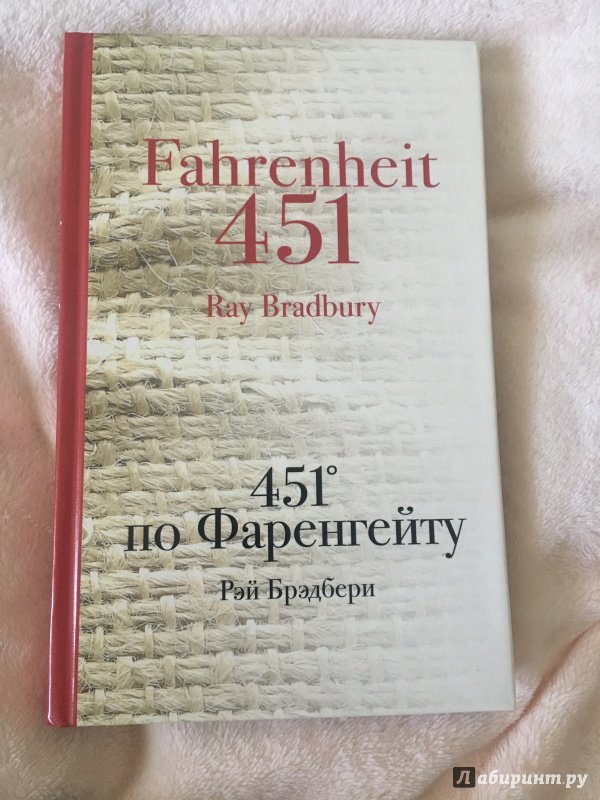 Fahrenheit
451
Ray Bradbury
451°
по Фаренгейту
Рэй Брэдбери
Лабиринт.ру